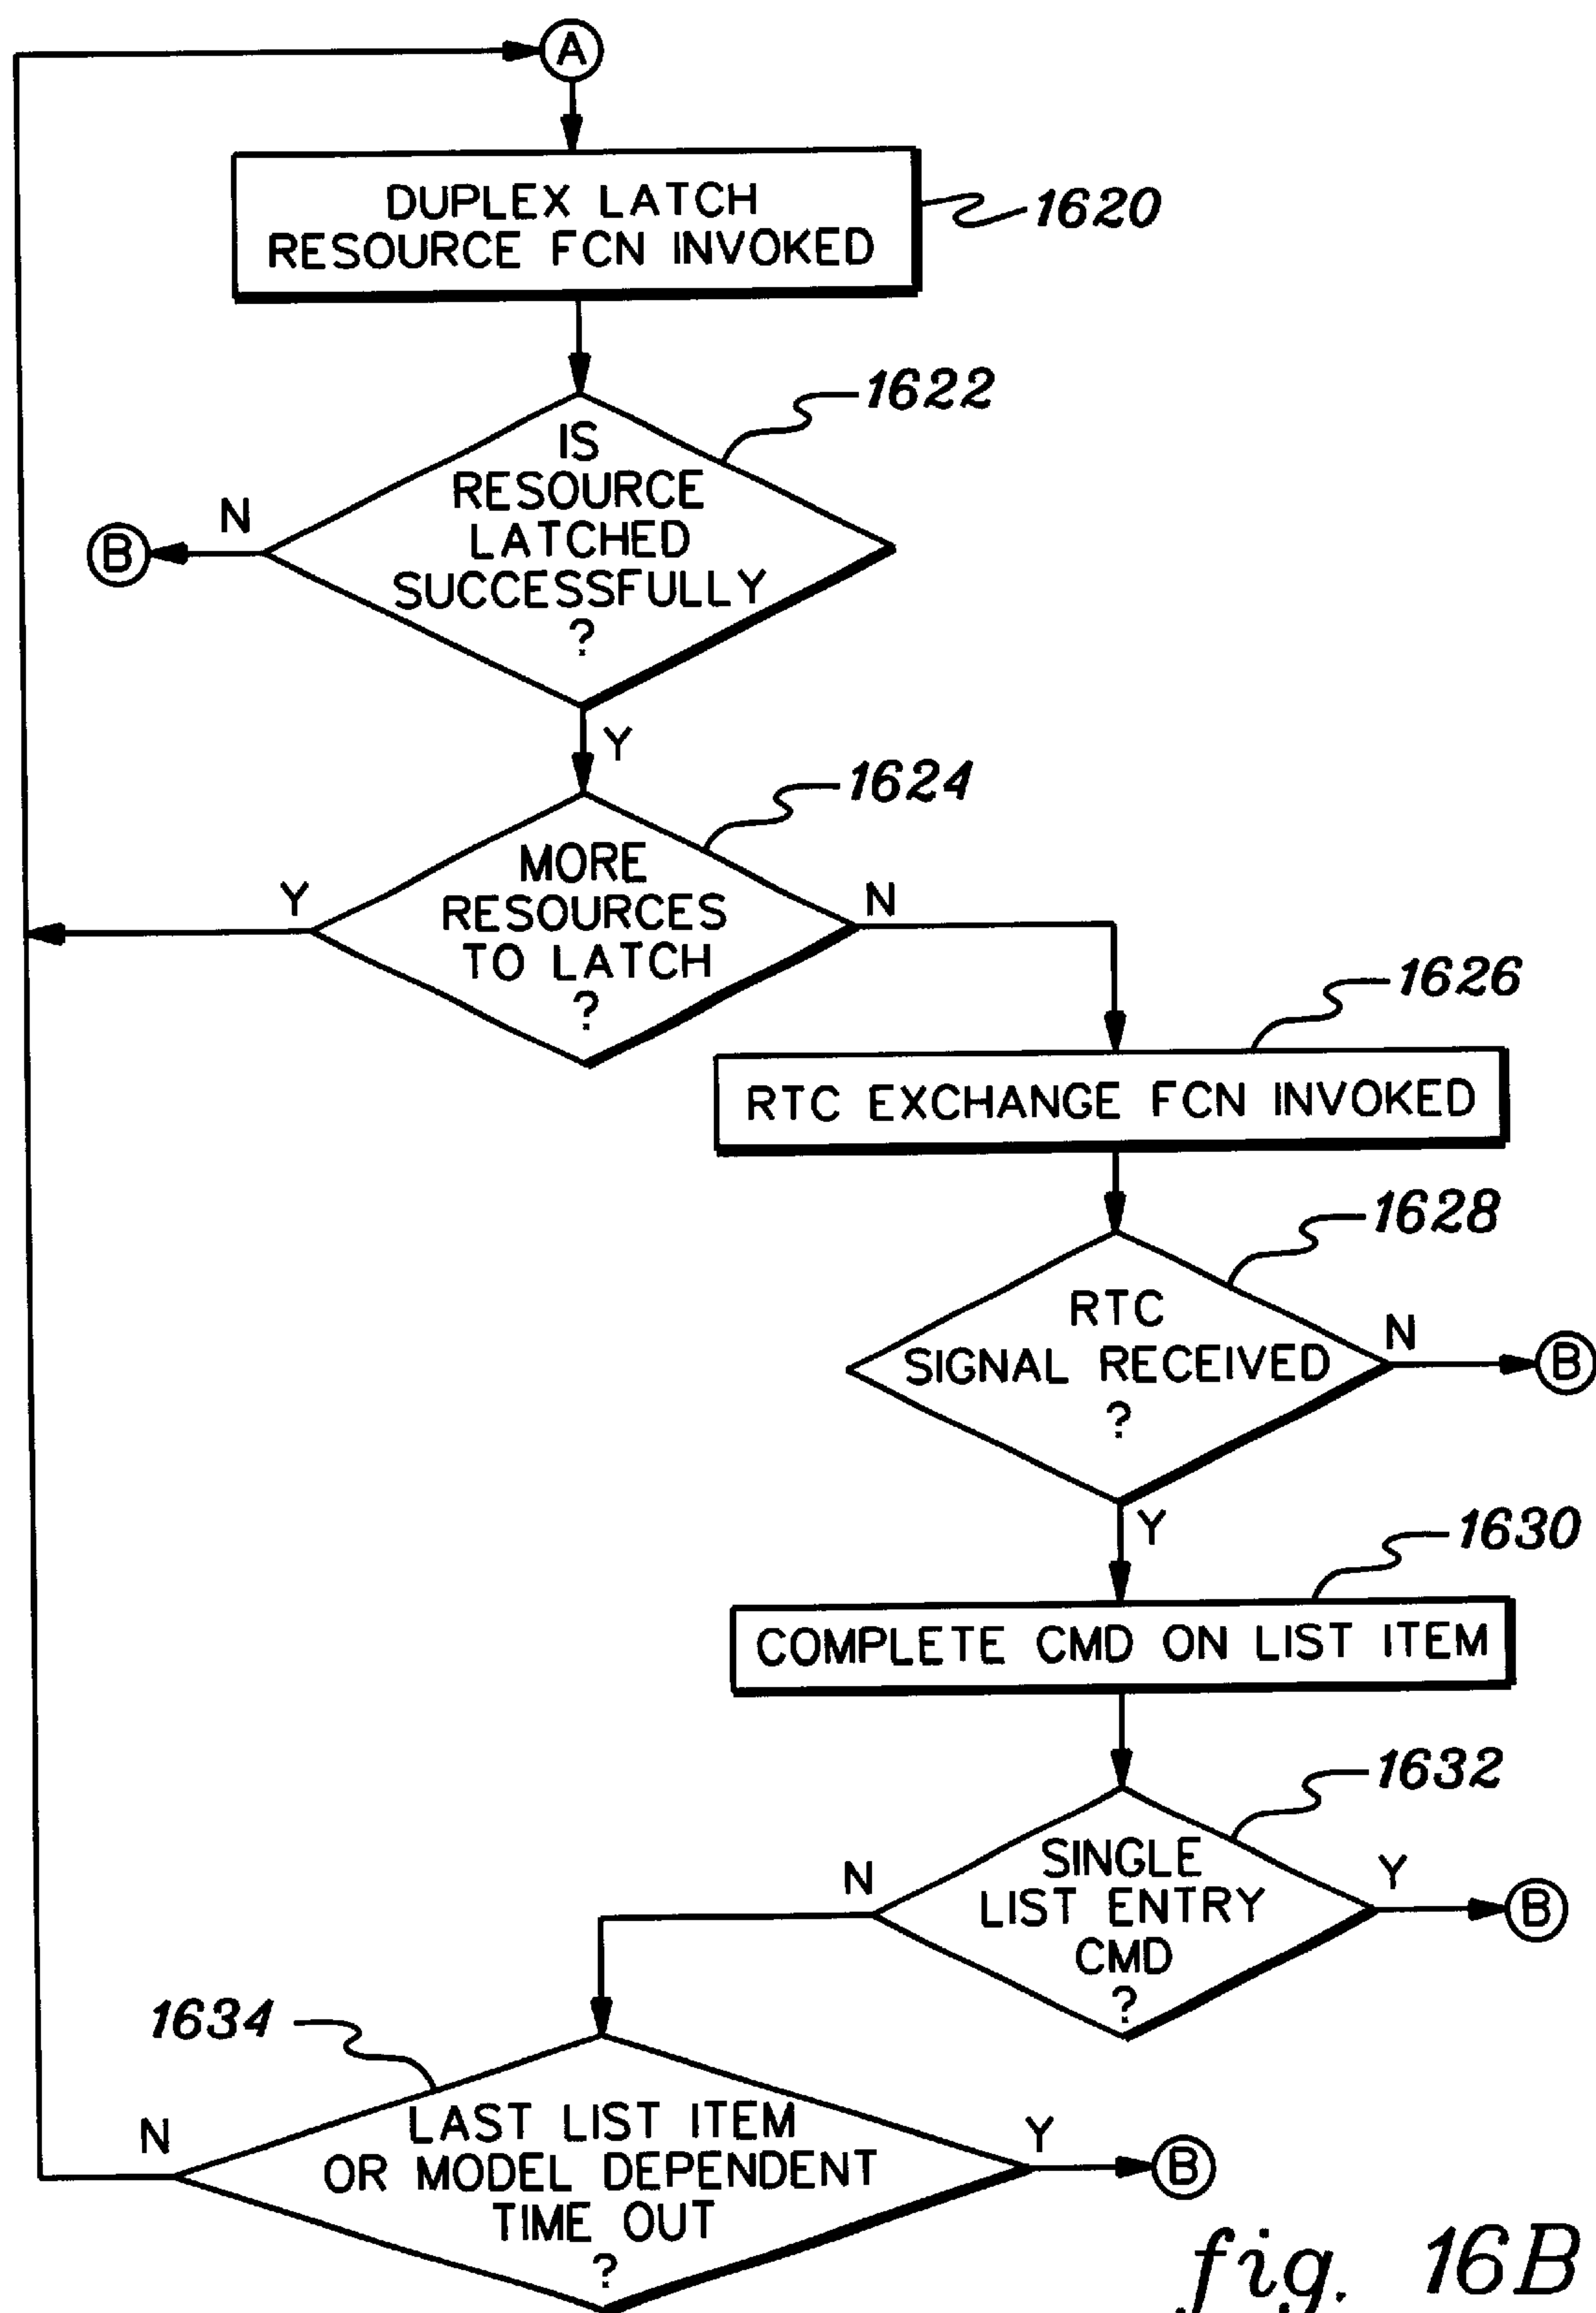 A
DUPLEX LATCH
RESOURCE FCN INVOKED
1620
1622
IS
RESOURCE
LATCHED
SUCCESSFULLY
?
N
B
Y
1624
MORE
RESOURCES
TO LATCH
?
Y
N
1626
RTC EXCHANGE FCN INVOKED
1628
RTC
SIGNAL RECEIVED
?
N
B
Y
1630
COMPLETE CMD ON LIST ITEM
1632
SINGLE
LIST ENTRY
CMD
?
N
Y
B
1634
LAST LIST ITEM
OR MODEL DEPENDENT
TIME OUT
?
N
Y
B
fig. 16B